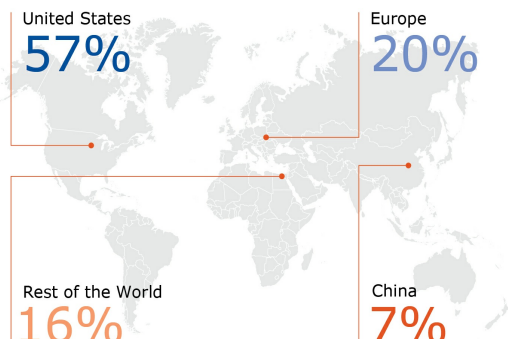 United States
57%
Europe
20%
Rest of the World
16%
China
7%